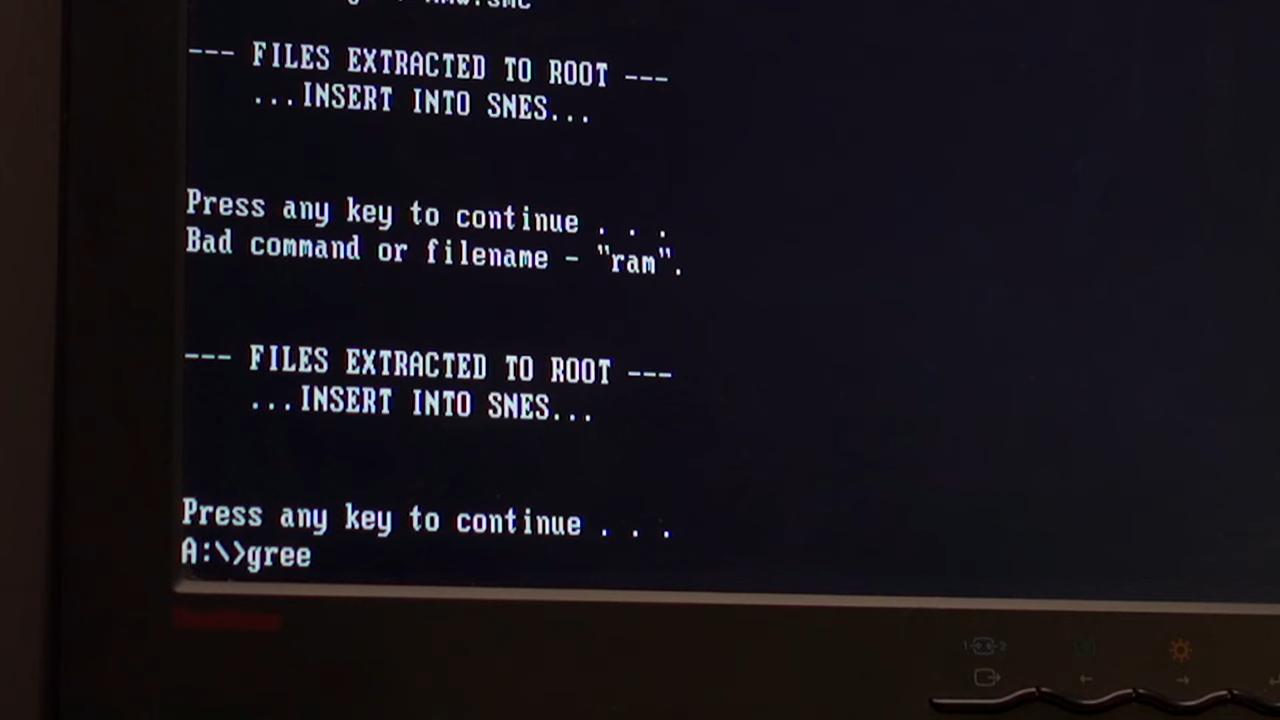 --- FILES EXTRACTED TO ROOT ---
...INSERT INTO SNES...
Press any key to continue . . .
Bad command or filename - "ram".
--- FILES EXTRACTED TO ROOT ---
...INSERT INTO SNES...
Press any key to continue . . .
A:\>gree